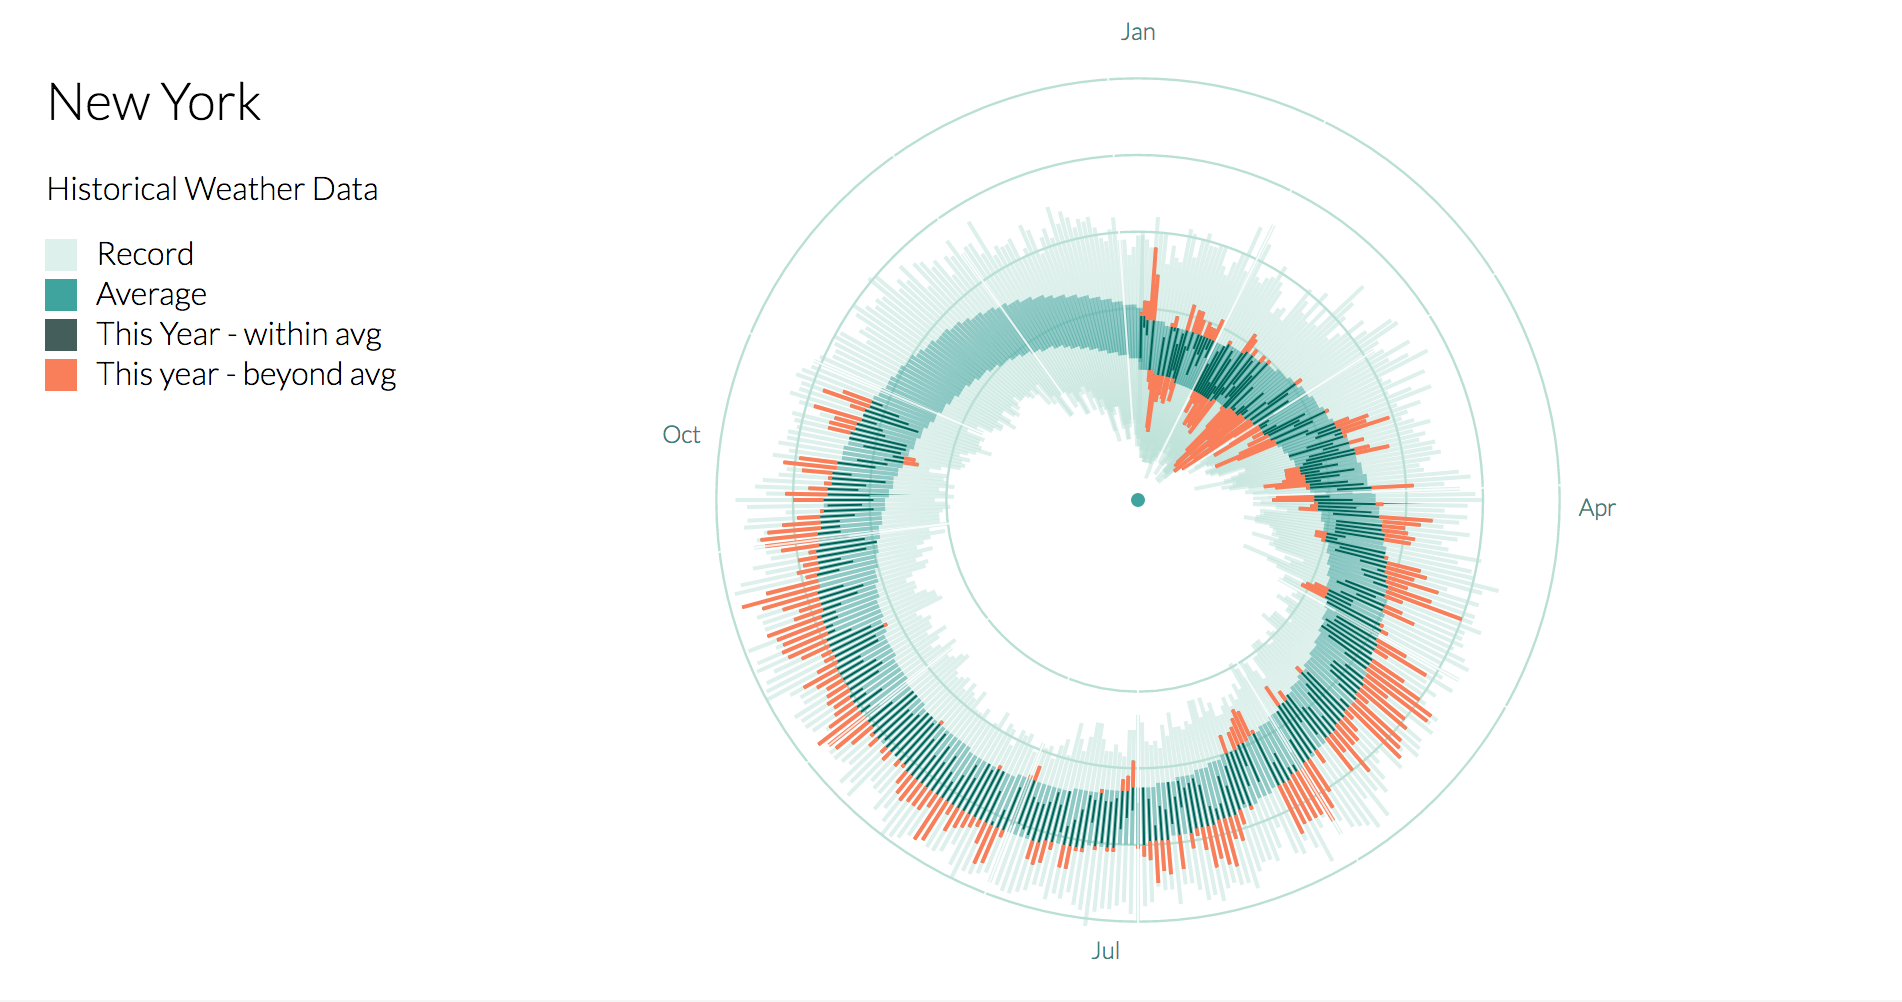 New York
Historical Weather Data
Record
Average
This Year - within avg
This year - beyond avg
Jan
Apr
Jul
Oct